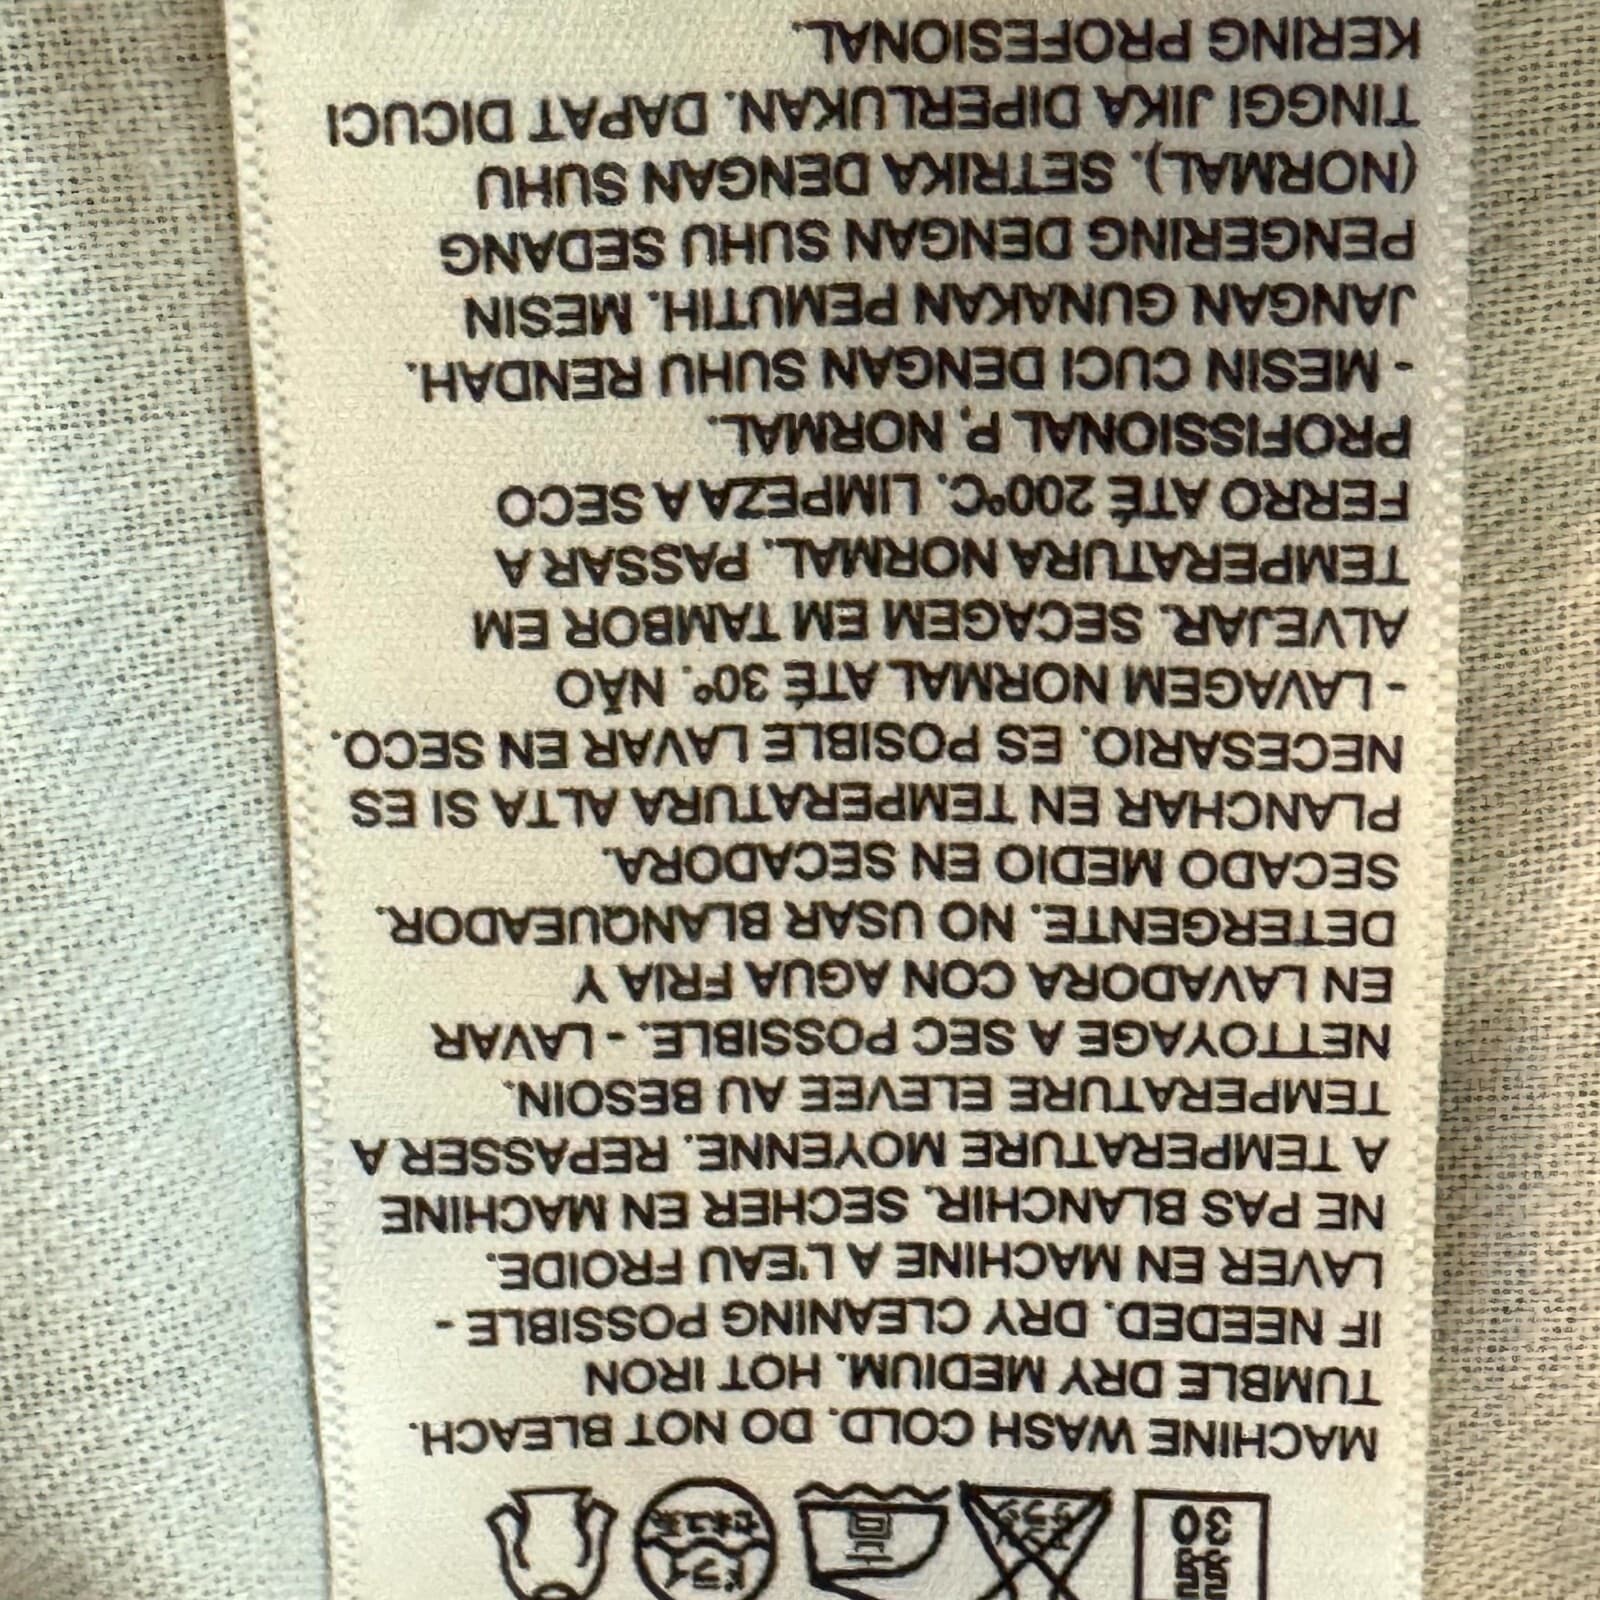 30
MACHINE WASH COLD. DO NOT BLEACH.
TUMBLE DRY MEDIUM. HOT IRON
IF NEEDED. DRY CLEANING POSSIBLE -
LAVER EN MACHINE A L'EAU FROIDE.
NE PAS BLANCHIR. SECHER EN MACHINE
A TEMPERATURE MOYENNE. REPASSER A
TEMPERATURE ELEVEE AU BESOIN.
NETTOYAGE A SEC POSSIBLE. - LAVAR
EN LAVADORA CON AGUA FRIA Y
DETERGENTE. NO USAR BLANQUEADOR.
SECADO MEDIO EN SECADORA.
PLANCHAR EN TEMPERATURA ALTA SI ES
NECESARIO. ES POSIBLE LAVAR EN SECO.
- LAVAGEM NORMAL ATÉ 30º. NÃO
ALVEJAR. SECAGEM EM TAMBOR EM
TEMPERATURA NORMAL. PASSAR A
FERRO ATÉ 200ºC. LIMPEZA A SECO
PROFISSIONAL P, NORMAL.
- MESIN CUCI DENGAN SUHU RENDAH.
JANGAN GUNAKAN PEMUTIH. MESIN
PENGERING DENGAN SUHU SEDANG
(NORMAL). SETRIKA DENGAN SUHU
TINGGI JIKA DIPERLUKAN. DAPAT DICUCI
KERING PROFESIONAL.